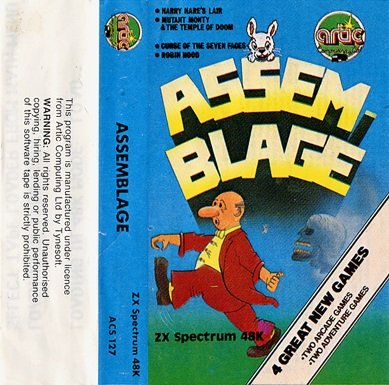 This program is manufactured under licence
from Artic Computing Ltd by Tynesoft.
WARNING: All rights reserved. Unauthorised
copying, hiring, lending or public performance
of this software tape is strictly prohibited.
artic
ASSEMBLAGE
ZX Spectrum 48K
ACS 127
• HARRY HARE'S LAIR
• MUTANT MONTY
& THE TEMPLE OF DOOM
• CURSE OF THE SEVEN FACES
• ROBIN HOOD
artic
ASSEM
BLAGE
ZX Spectrum 48K
4 GREAT NEW GAMES
•TWO ARCADE GAMES
•TWO ADVENTURE GAMES